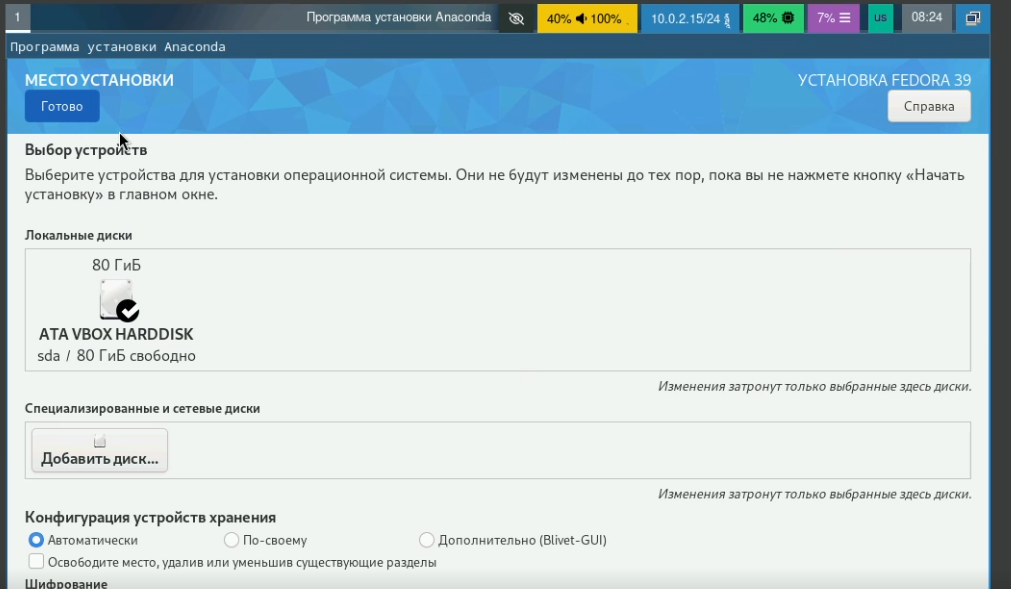 1
Программа установки Anaconda
40% 100%
10.0.2.15/24
48%
7%
us
08:24
Программа установки Anaconda
МЕСТО УСТАНОВКИ
УСТАНОВКА FEDORA 39
Готово
Справка
Выбор устройств
Выберите устройства для установки операционной системы. Они не будут изменены до тех пор, пока вы не нажмете кнопку «Начать
установку» в главном окне.
Локальные диски
80 ГиБ
ATA VBOX HARDDISK
sda / 80 ГиБ свободно
Изменения затронут только выбранные здесь диски.
Специализированные и сетевые диски
Добавить диск...
Изменения затронут только выбранные здесь диски.
Конфигурация устройств хранения
Автоматически
По-своему
Дополнительно (Blivet-GUI)
Освободите место, удалив или уменьшив существующие разделы
Шифрование